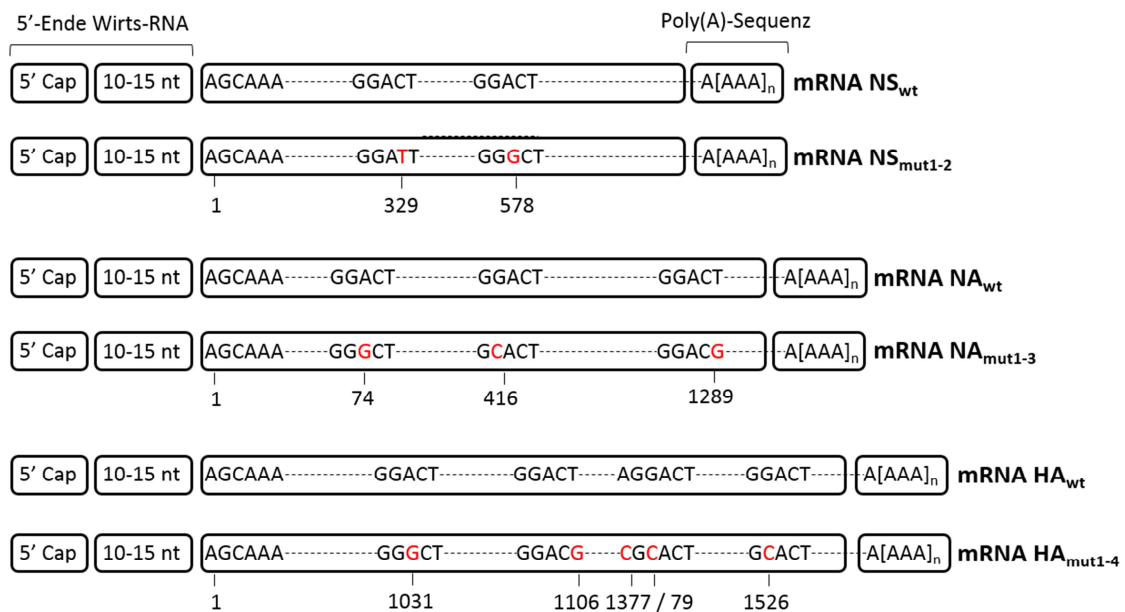 5’-Ende Wirts-RNA Poly(A)-Sequenz
5’ Cap 10-15 nt AGCAAA GGACT GGACT A[AAA]n mRNA NSwt
5’ Cap 10-15 nt AGCAAA GGATT GGGCT A[AAA]n mRNA NSmut1-2
1 329 578
5’ Cap 10-15 nt AGCAAA GGACT GGACT GGACT A[AAA]n mRNA NAwt
5’ Cap 10-15 nt AGCAAA GGGCT GCACT GGACG A[AAA]n mRNA NAmut1-3
1 74 416 1289
5’ Cap 10-15 nt AGCAAA GGACT GGACT AGGACT GGACT A[AAA]n mRNA HAwt
5’ Cap 10-15 nt AGCAAA GGGCT GGACG CGCACT GCACT A[AAA]n mRNA HAmut1-4
1 1031 1106 1377 / 79 1526